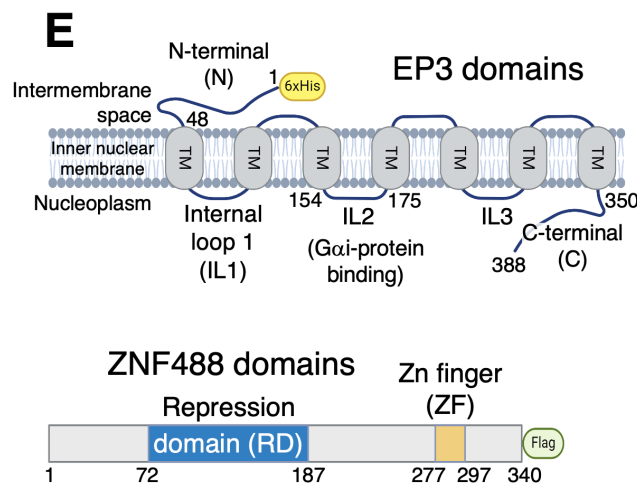 E
N-terminal
(N)
1
6xHis
EP3 domains
Intermembrane
space
48
Inner nuclear
membrane
TM
TM
TM
TM
TM
TM
TM
Nucleoplasm
154
175
350
Internal
loop 1
(IL1)
IL2
(Gαi-protein
binding)
IL3
C-terminal
(C)
388
ZNF488 domains
Zn finger
(ZF)
Repression
domain (RD)
Flag
1
72
187
277
297
340